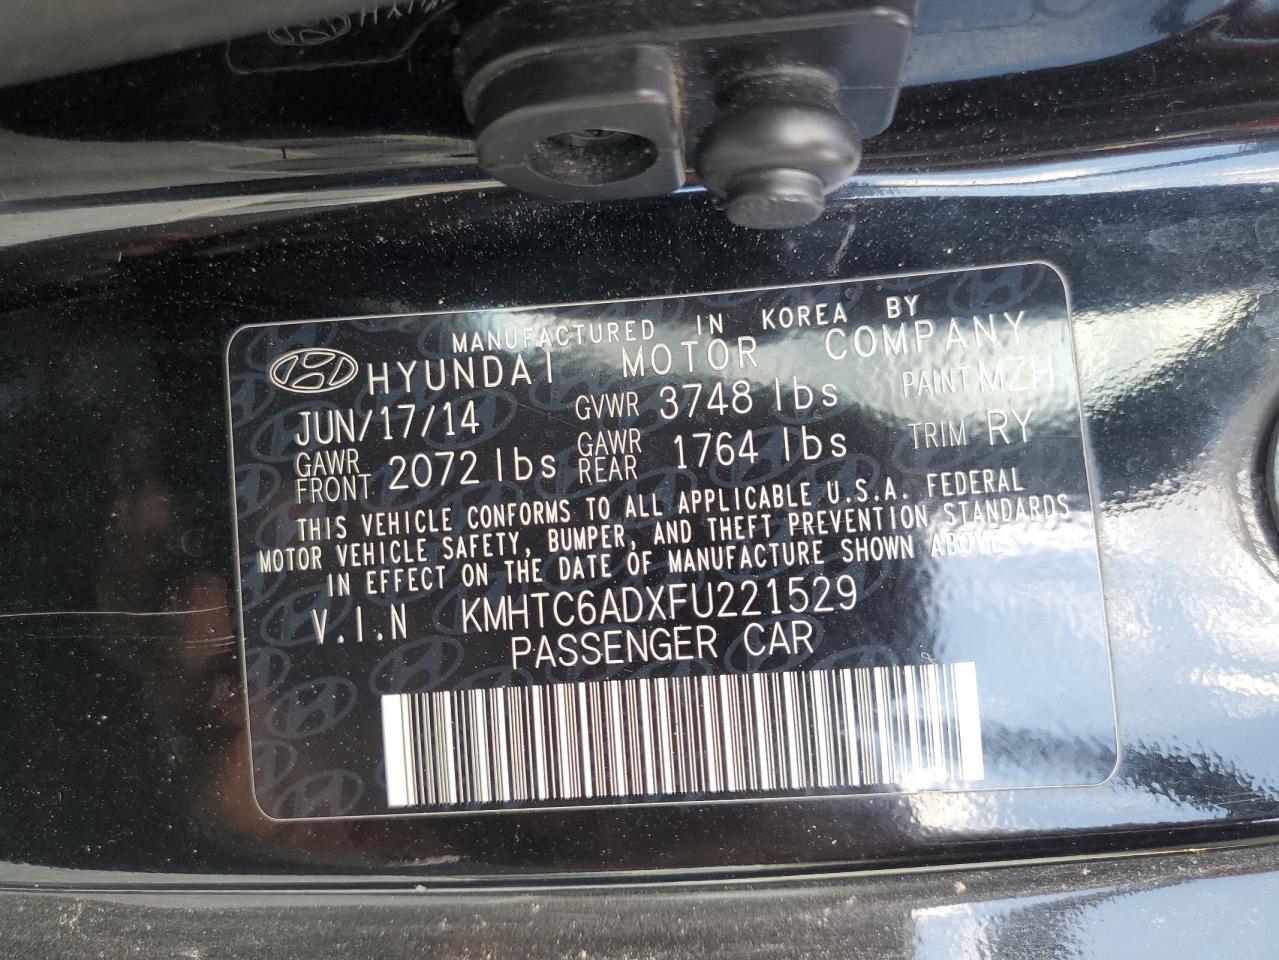 MANUFACTURED IN KOREA BY
HYUNDAI MOTOR COMPANY
JUN/17/14 GVWR 3748 lbs PAINT MZH
GAWR FRONT 2072 lbs GAWR REAR 1764 lbs TRIM RY
THIS VEHICLE CONFORMS TO ALL APPLICABLE U.S.A. FEDERAL
MOTOR VEHICLE SAFETY, BUMPER, AND THEFT PREVENTION STANDARDS
IN EFFECT ON THE DATE OF MANUFACTURE SHOWN ABOVE
V.I.N KMHTC6ADXFU221529
PASSENGER CAR